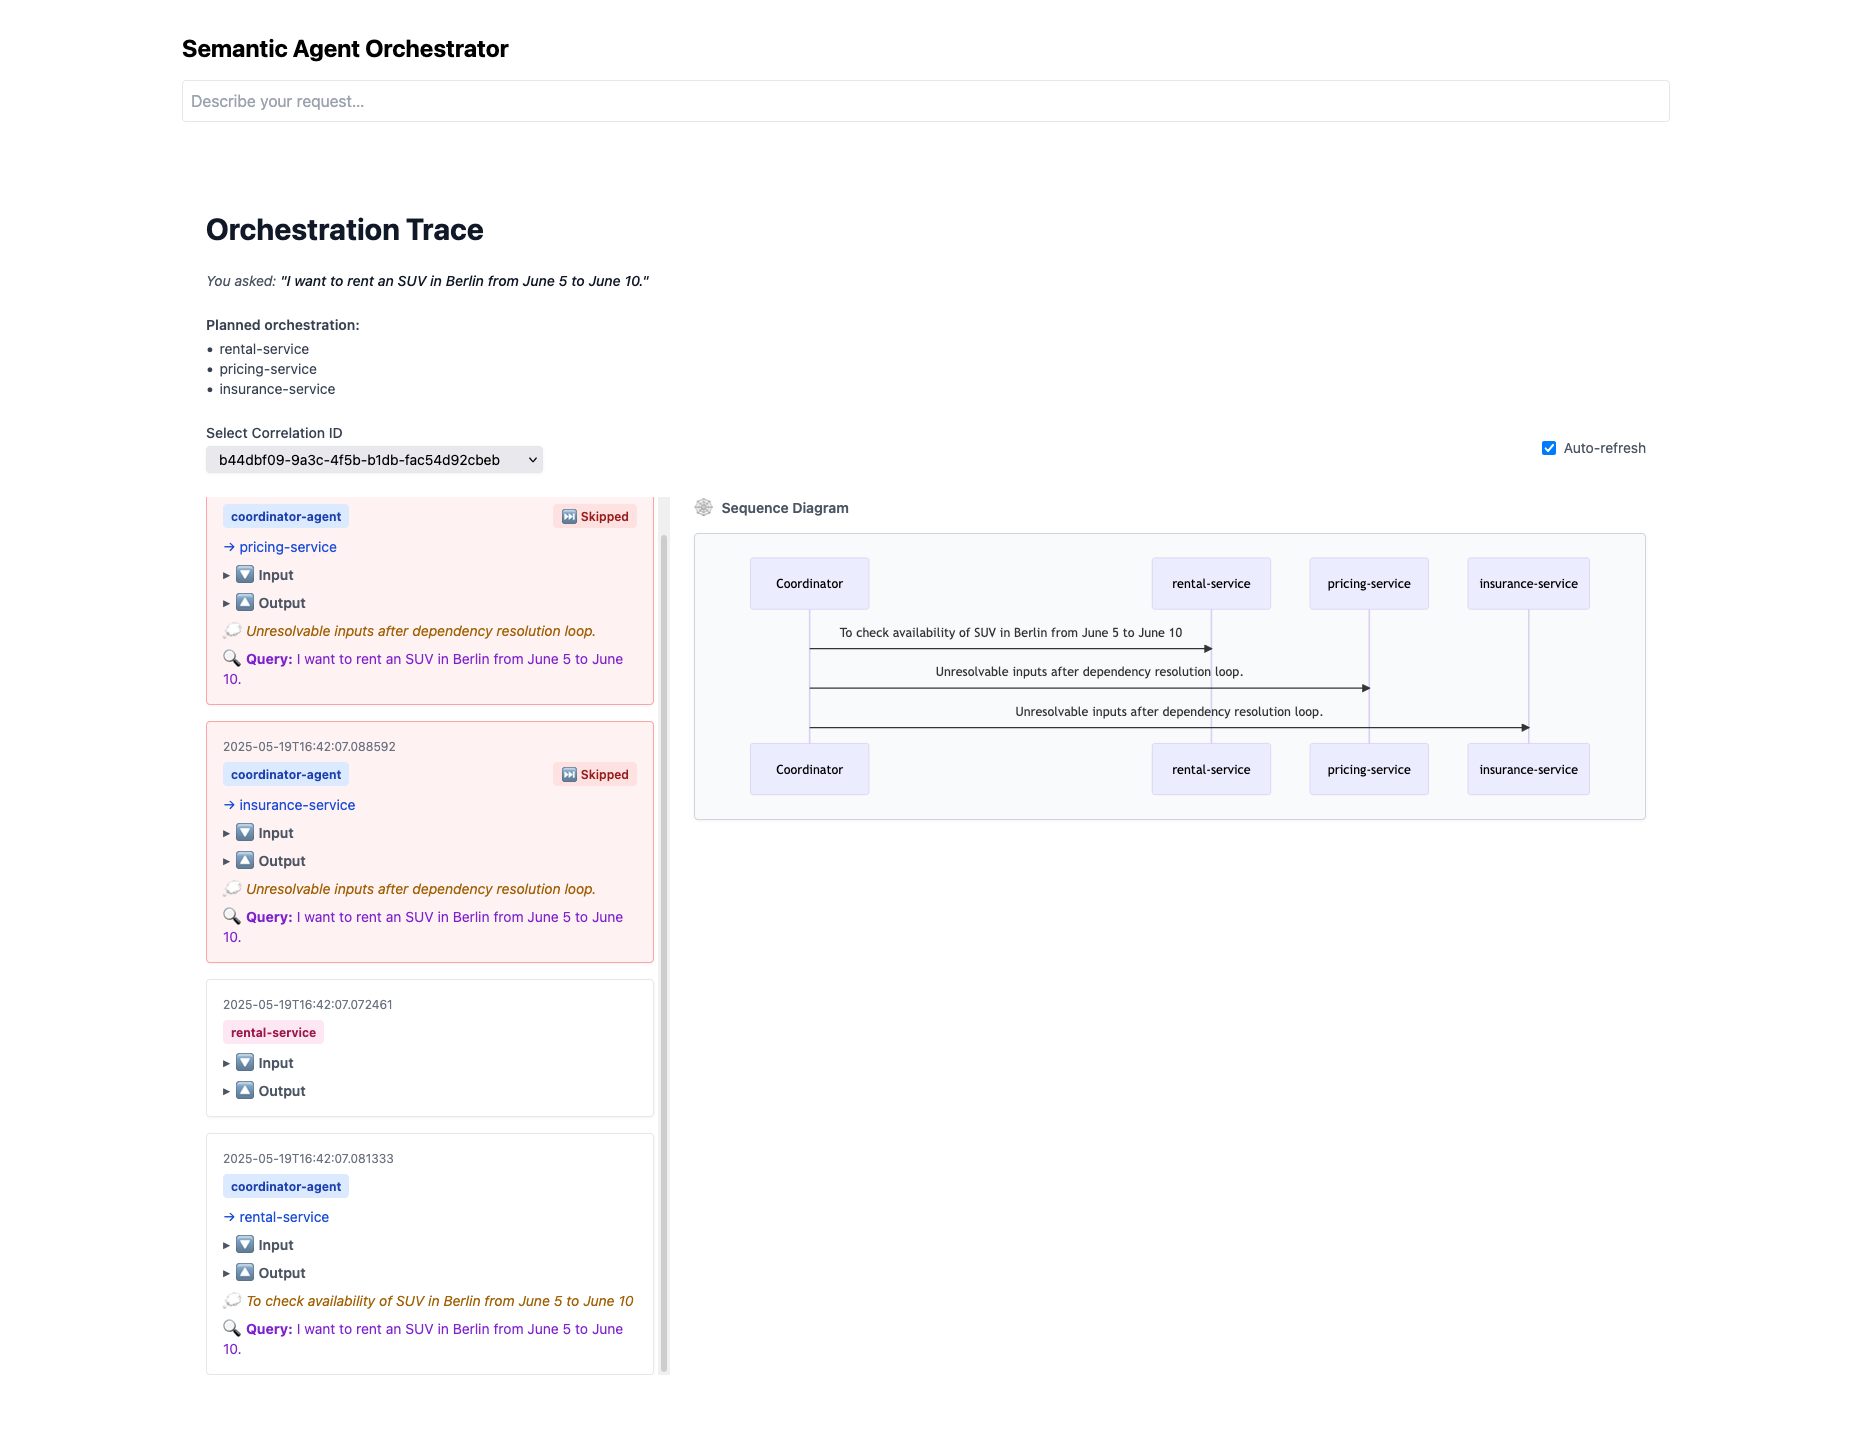 Semantic Agent Orchestrator
Describe your request...
Orchestration Trace
You asked: "I want to rent an SUV in Berlin from June 5 to June 10."
Planned orchestration:
• rental-service
• pricing-service
• insurance-service
Select Correlation ID
b44dbf09-9a3c-4f5b-b1db-fac54d92cbeb
Auto-refresh
coordinator-agent
Skipped
→ pricing-service
Input
Output
Unresolvable inputs after dependency resolution loop.
Query: I want to rent an SUV in Berlin from June 5 to June
10.
2025-05-19T16:42:07.088592
coordinator-agent
Skipped
→ insurance-service
Input
Output
Unresolvable inputs after dependency resolution loop.
Query: I want to rent an SUV in Berlin from June 5 to June
10.
2025-05-19T16:42:07.072461
rental-service
Input
Output
2025-05-19T16:42:07.081333
coordinator-agent
→ rental-service
Input
Output
To check availability of SUV in Berlin from June 5 to June 10
Query: I want to rent an SUV in Berlin from June 5 to June
10.
Sequence Diagram
Coordinator
rental-service
pricing-service
insurance-service
To check availability of SUV in Berlin from June 5 to June 10
Unresolvable inputs after dependency resolution loop.
Unresolvable inputs after dependency resolution loop.
Coordinator
rental-service
pricing-service
insurance-service